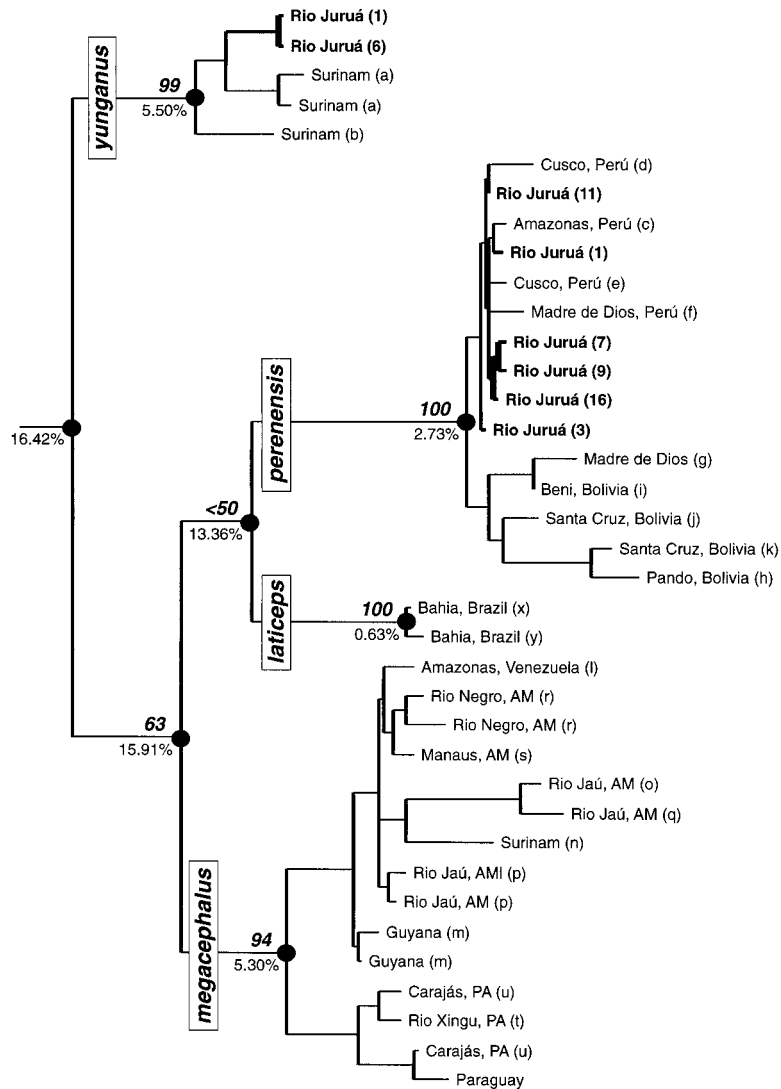 Rio Juruá (1)
Rio Juruá (6)
Surinam (a)
Surinam (a)
Surinam (b)
yunganus
99
5.50%
Cusco, Perú (d)
Rio Juruá (11)
Amazonas, Perú (c)
Rio Juruá (1)
Cusco, Perú (e)
Madre de Dios, Perú (f)
Rio Juruá (7)
Rio Juruá (9)
Rio Juruá (16)
Rio Juruá (3)
Madre de Dios (g)
Beni, Bolivia (i)
Santa Cruz, Bolivia (j)
Santa Cruz, Bolivia (k)
Pando, Bolivia (h)
perenensis
100
2.73%
16.42%
<50
13.36%
laticeps
100
0.63%
Bahia, Brazil (x)
Bahia, Brazil (y)
63
15.91%
Amazonas, Venezuela (l)
Rio Negro, AM (r)
Rio Negro, AM (r)
Manaus, AM (s)
Rio Jaú, AM (o)
Rio Jaú, AM (q)
Surinam (n)
Rio Jaú, AMl (p)
Rio Jaú, AM (p)
Guyana (m)
Guyana (m)
megacephalus
94
5.30%
Carajás, PA (u)
Rio Xingu, PA (t)
Carajás, PA (u)
Paraguay